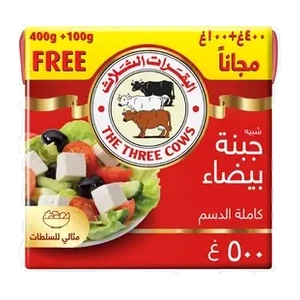 400g +100g
FREE
٤٠٠غ+١٠٠غ
مجاناً
البقرات الثلاث
THE THREE COWS
شبيه
جبنة
بيضاء
كاملة الدسم
٥٠٠ غ
مثالي للسلطات